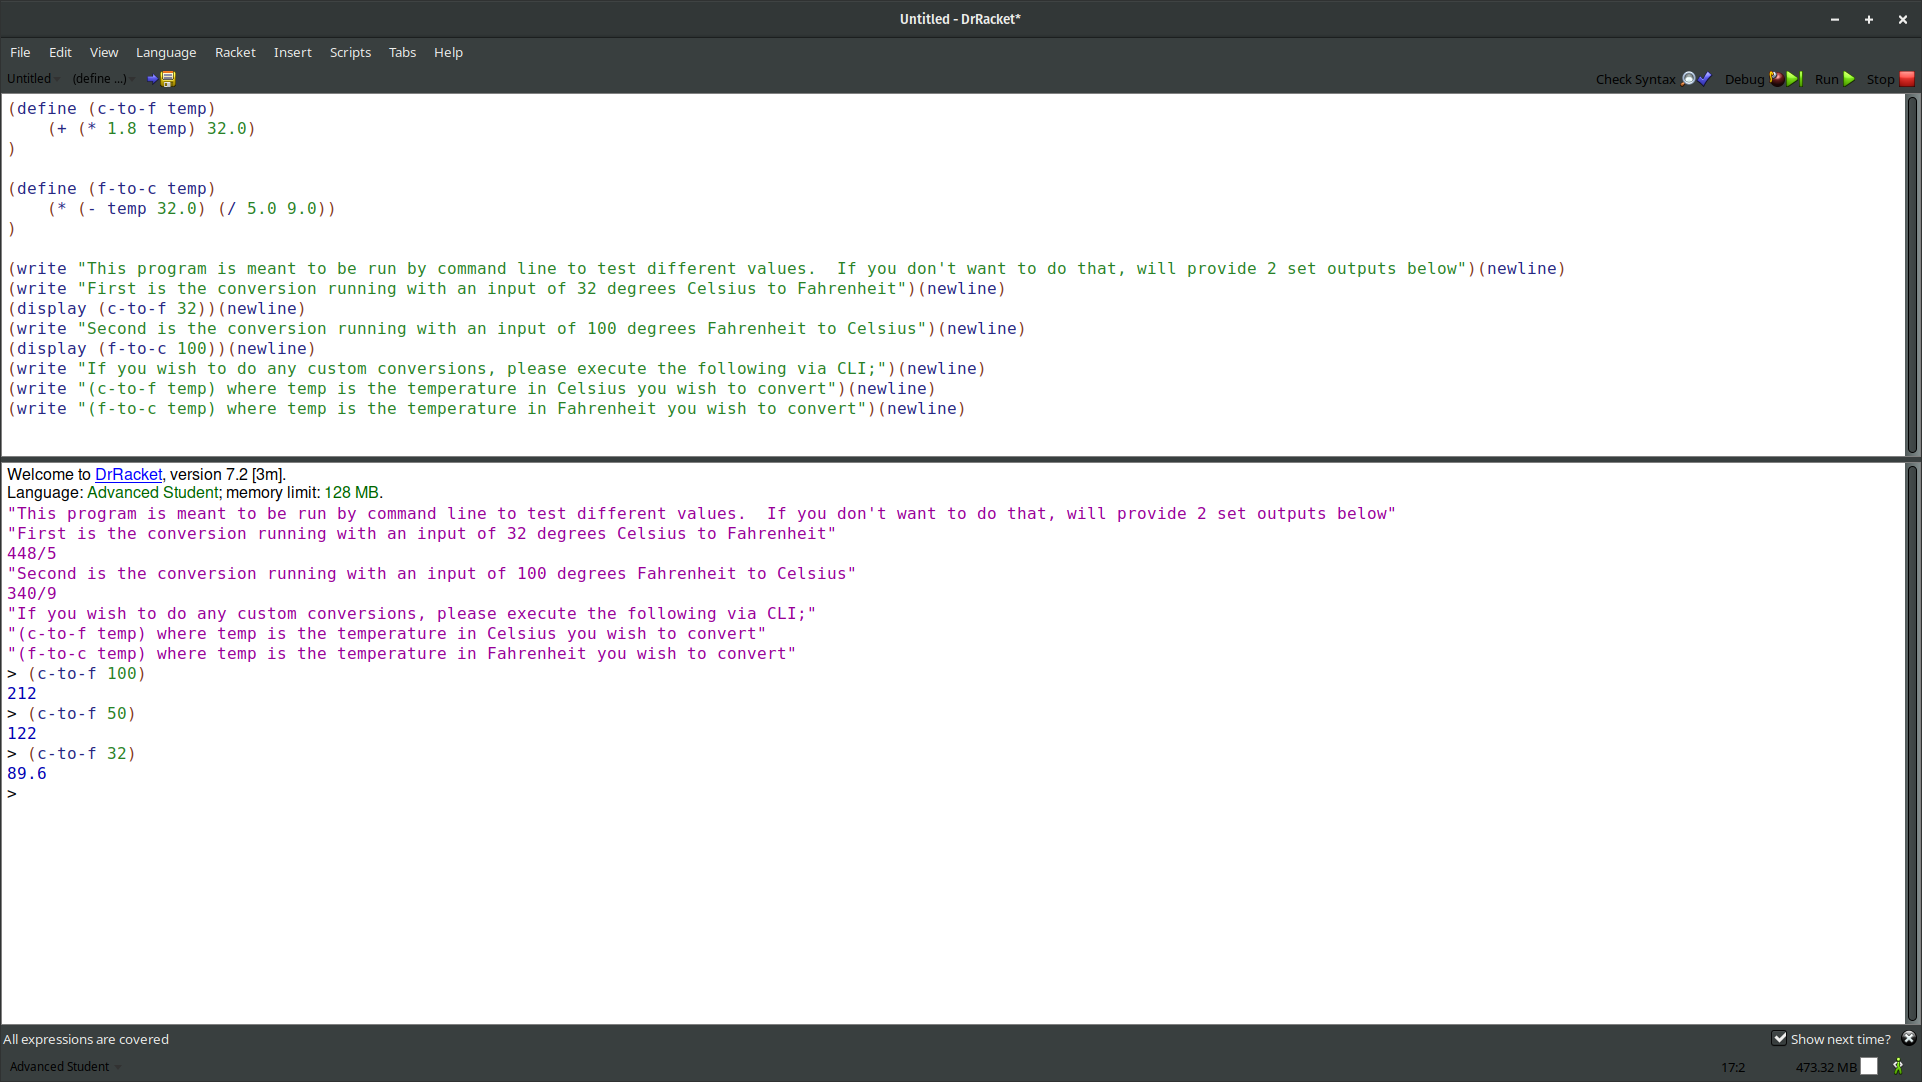 Untitled - DrRacket*
File Edit View Language Racket Insert Scripts Tabs Help
Untitled (define ...) Check Syntax Debug Run Stop
(define (c-to-f temp)
    (+ (* 1.8 temp) 32.0)
)
(define (f-to-c temp)
    (* (- temp 32.0) (/ 5.0 9.0))
)
(write "This program is meant to be run by command line to test different values.  If you don't want to do that, will provide 2 set outputs below")(newline)
(write "First is the conversion running with an input of 32 degrees Celsius to Fahrenheit")(newline)
(display (c-to-f 32))(newline)
(write "Second is the conversion running with an input of 100 degrees Fahrenheit to Celsius")(newline)
(display (f-to-c 100))(newline)
(write "If you wish to do any custom conversions, please execute the following via CLI;")(newline)
(write "(c-to-f temp) where temp is the temperature in Celsius you wish to convert")(newline)
(write "(f-to-c temp) where temp is the temperature in Fahrenheit you wish to convert")(newline)
Welcome to DrRacket, version 7.2 [3m].
Language: Advanced Student; memory limit: 128 MB.
"This program is meant to be run by command line to test different values.  If you don't want to do that, will provide 2 set outputs below"
"First is the conversion running with an input of 32 degrees Celsius to Fahrenheit"
448/5
"Second is the conversion running with an input of 100 degrees Fahrenheit to Celsius"
340/9
"If you wish to do any custom conversions, please execute the following via CLI;"
"(c-to-f temp) where temp is the temperature in Celsius you wish to convert"
"(f-to-c temp) where temp is the temperature in Fahrenheit you wish to convert"
> (c-to-f 100)
212
> (c-to-f 50)
122
> (c-to-f 32)
89.6
>
All expressions are covered Show next time?
Advanced Student 17:2 473.32 MB